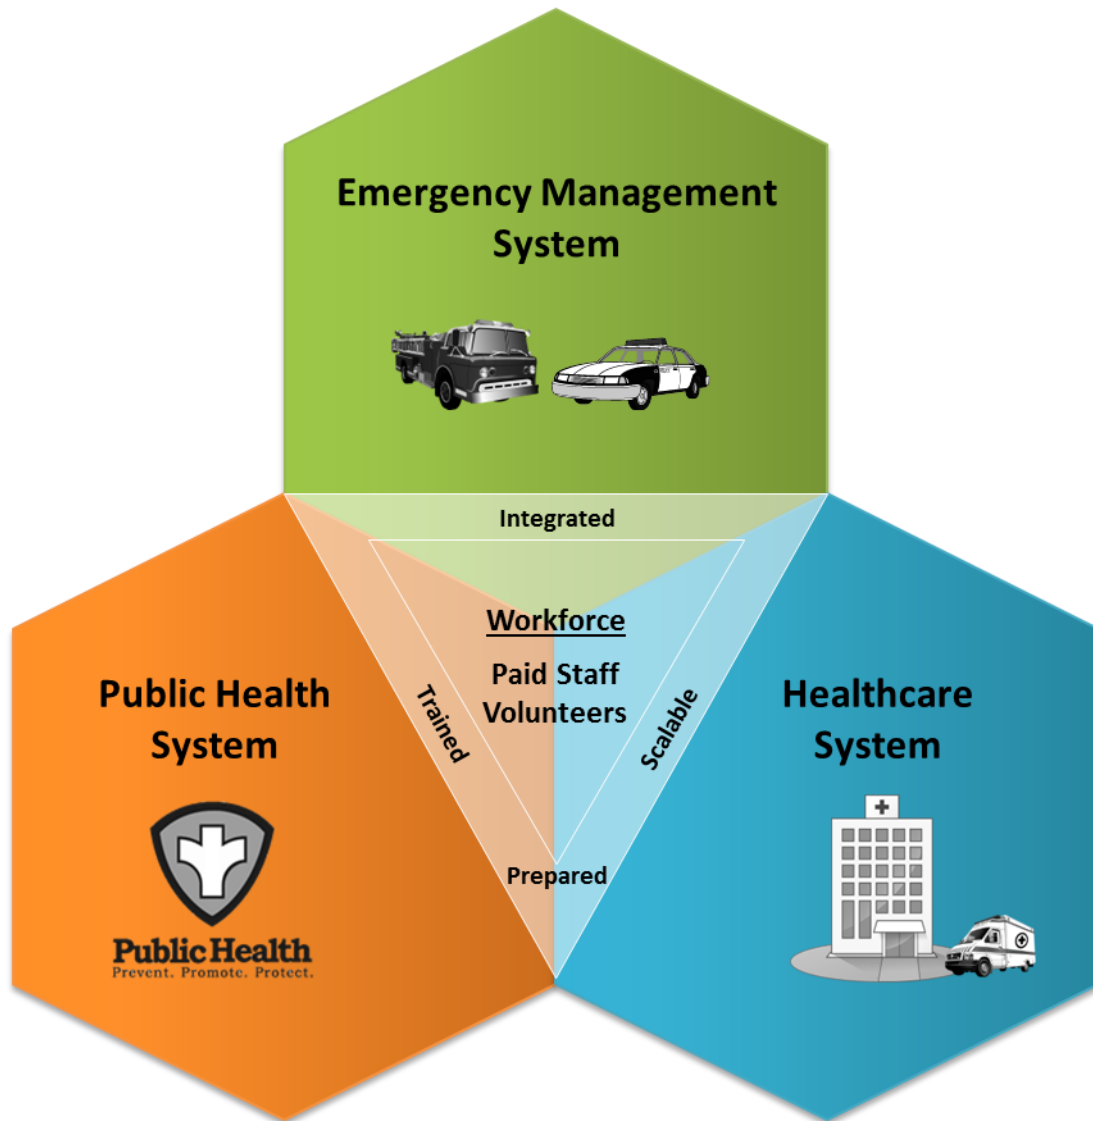 Emergency Management
System
Integrated
Workforce
Paid Staff
Volunteers
Trained
Scalable
Prepared
Public Health
System
Public Health
Prevent. Promote. Protect.
Healthcare
System